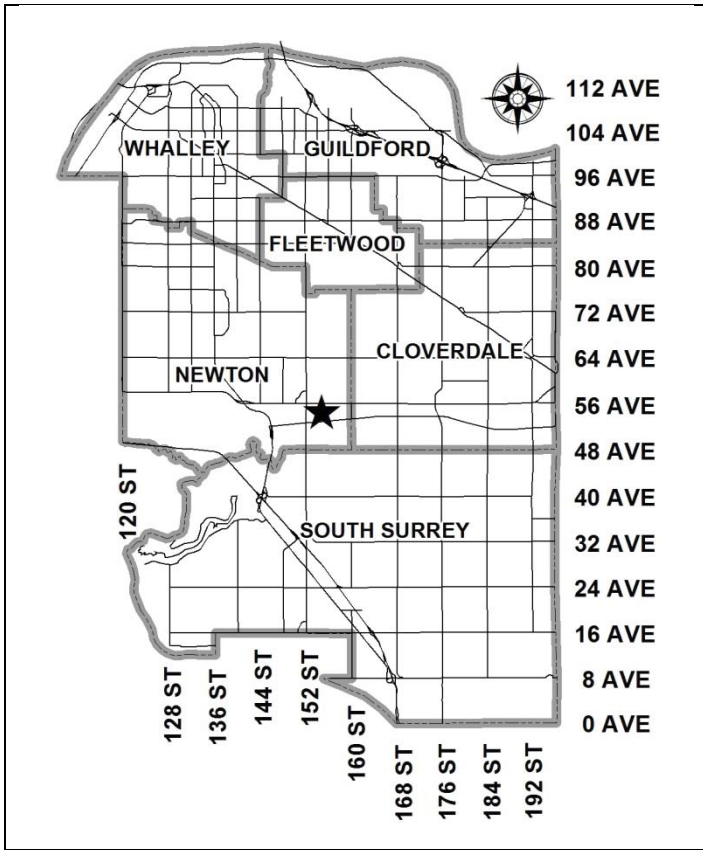 112 AVE
104 AVE
WHALLEY
GUILDFORD
96 AVE
88 AVE
FLEETWOOD
80 AVE
72 AVE
CLOVERDALE
64 AVE
NEWTON
56 AVE
48 AVE
120 ST
40 AVE
SOUTH SURREY
32 AVE
24 AVE
16 AVE
128 ST
136 ST
144 ST
152 ST
8 AVE
160 ST
0 AVE
168 ST
176 ST
184 ST
192 ST